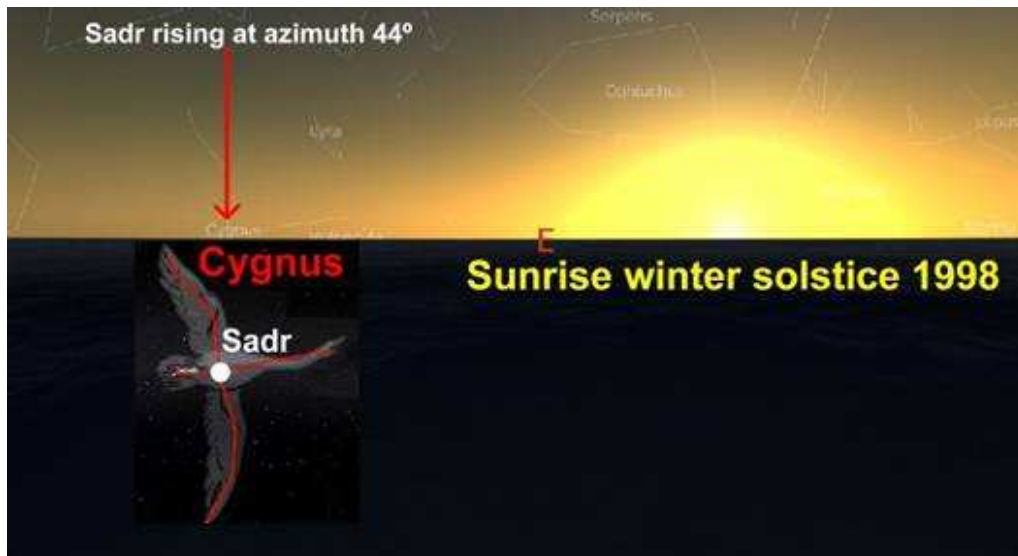 Serpens
Sadr rising at azimuth 44º
Ophiuchus
Lyra
Cygnus
E
Cygnus
Sunrise winter solstice 1998
Sadr